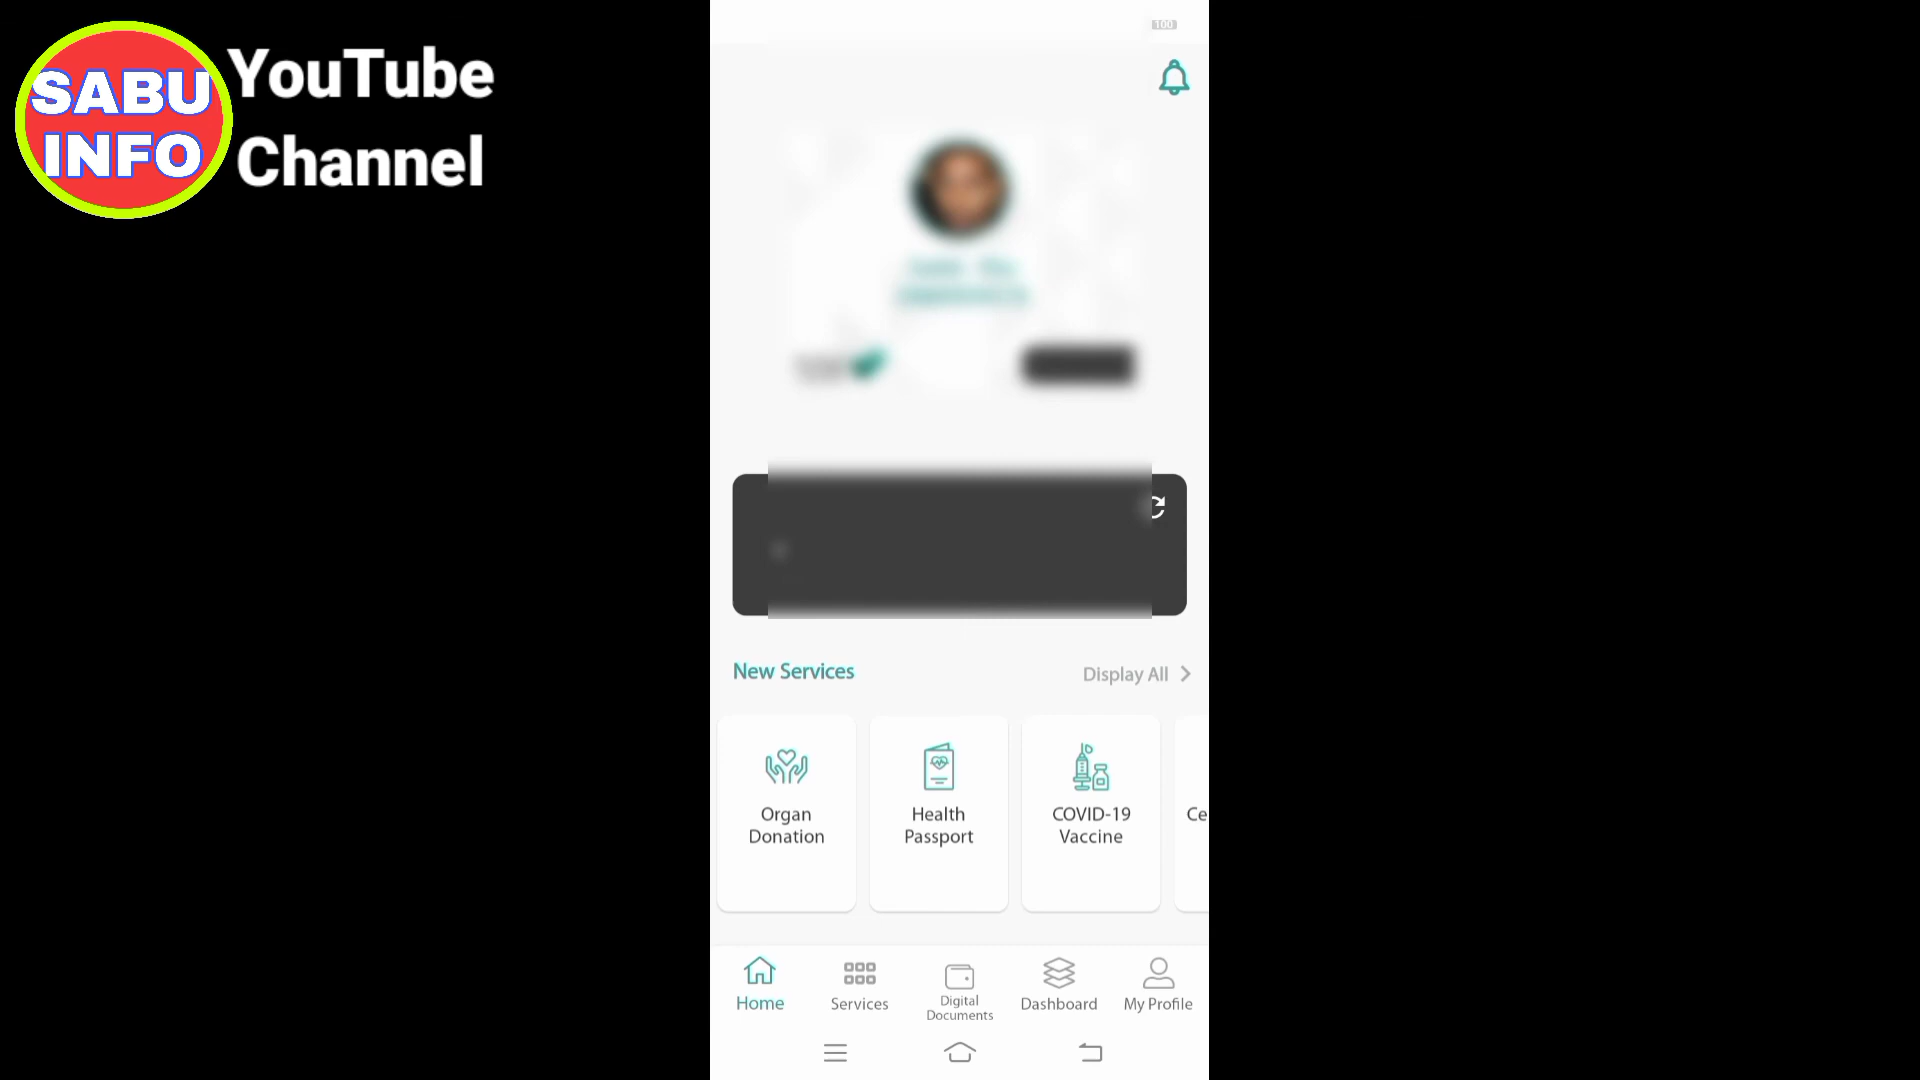 SABU
INFO
YouTube
Channel
100
New Services
Display All
Organ
Donation
Health
Passport
COVID-19
Vaccine
Ce
Home
Services
Digital
Documents
Dashboard
My Profile